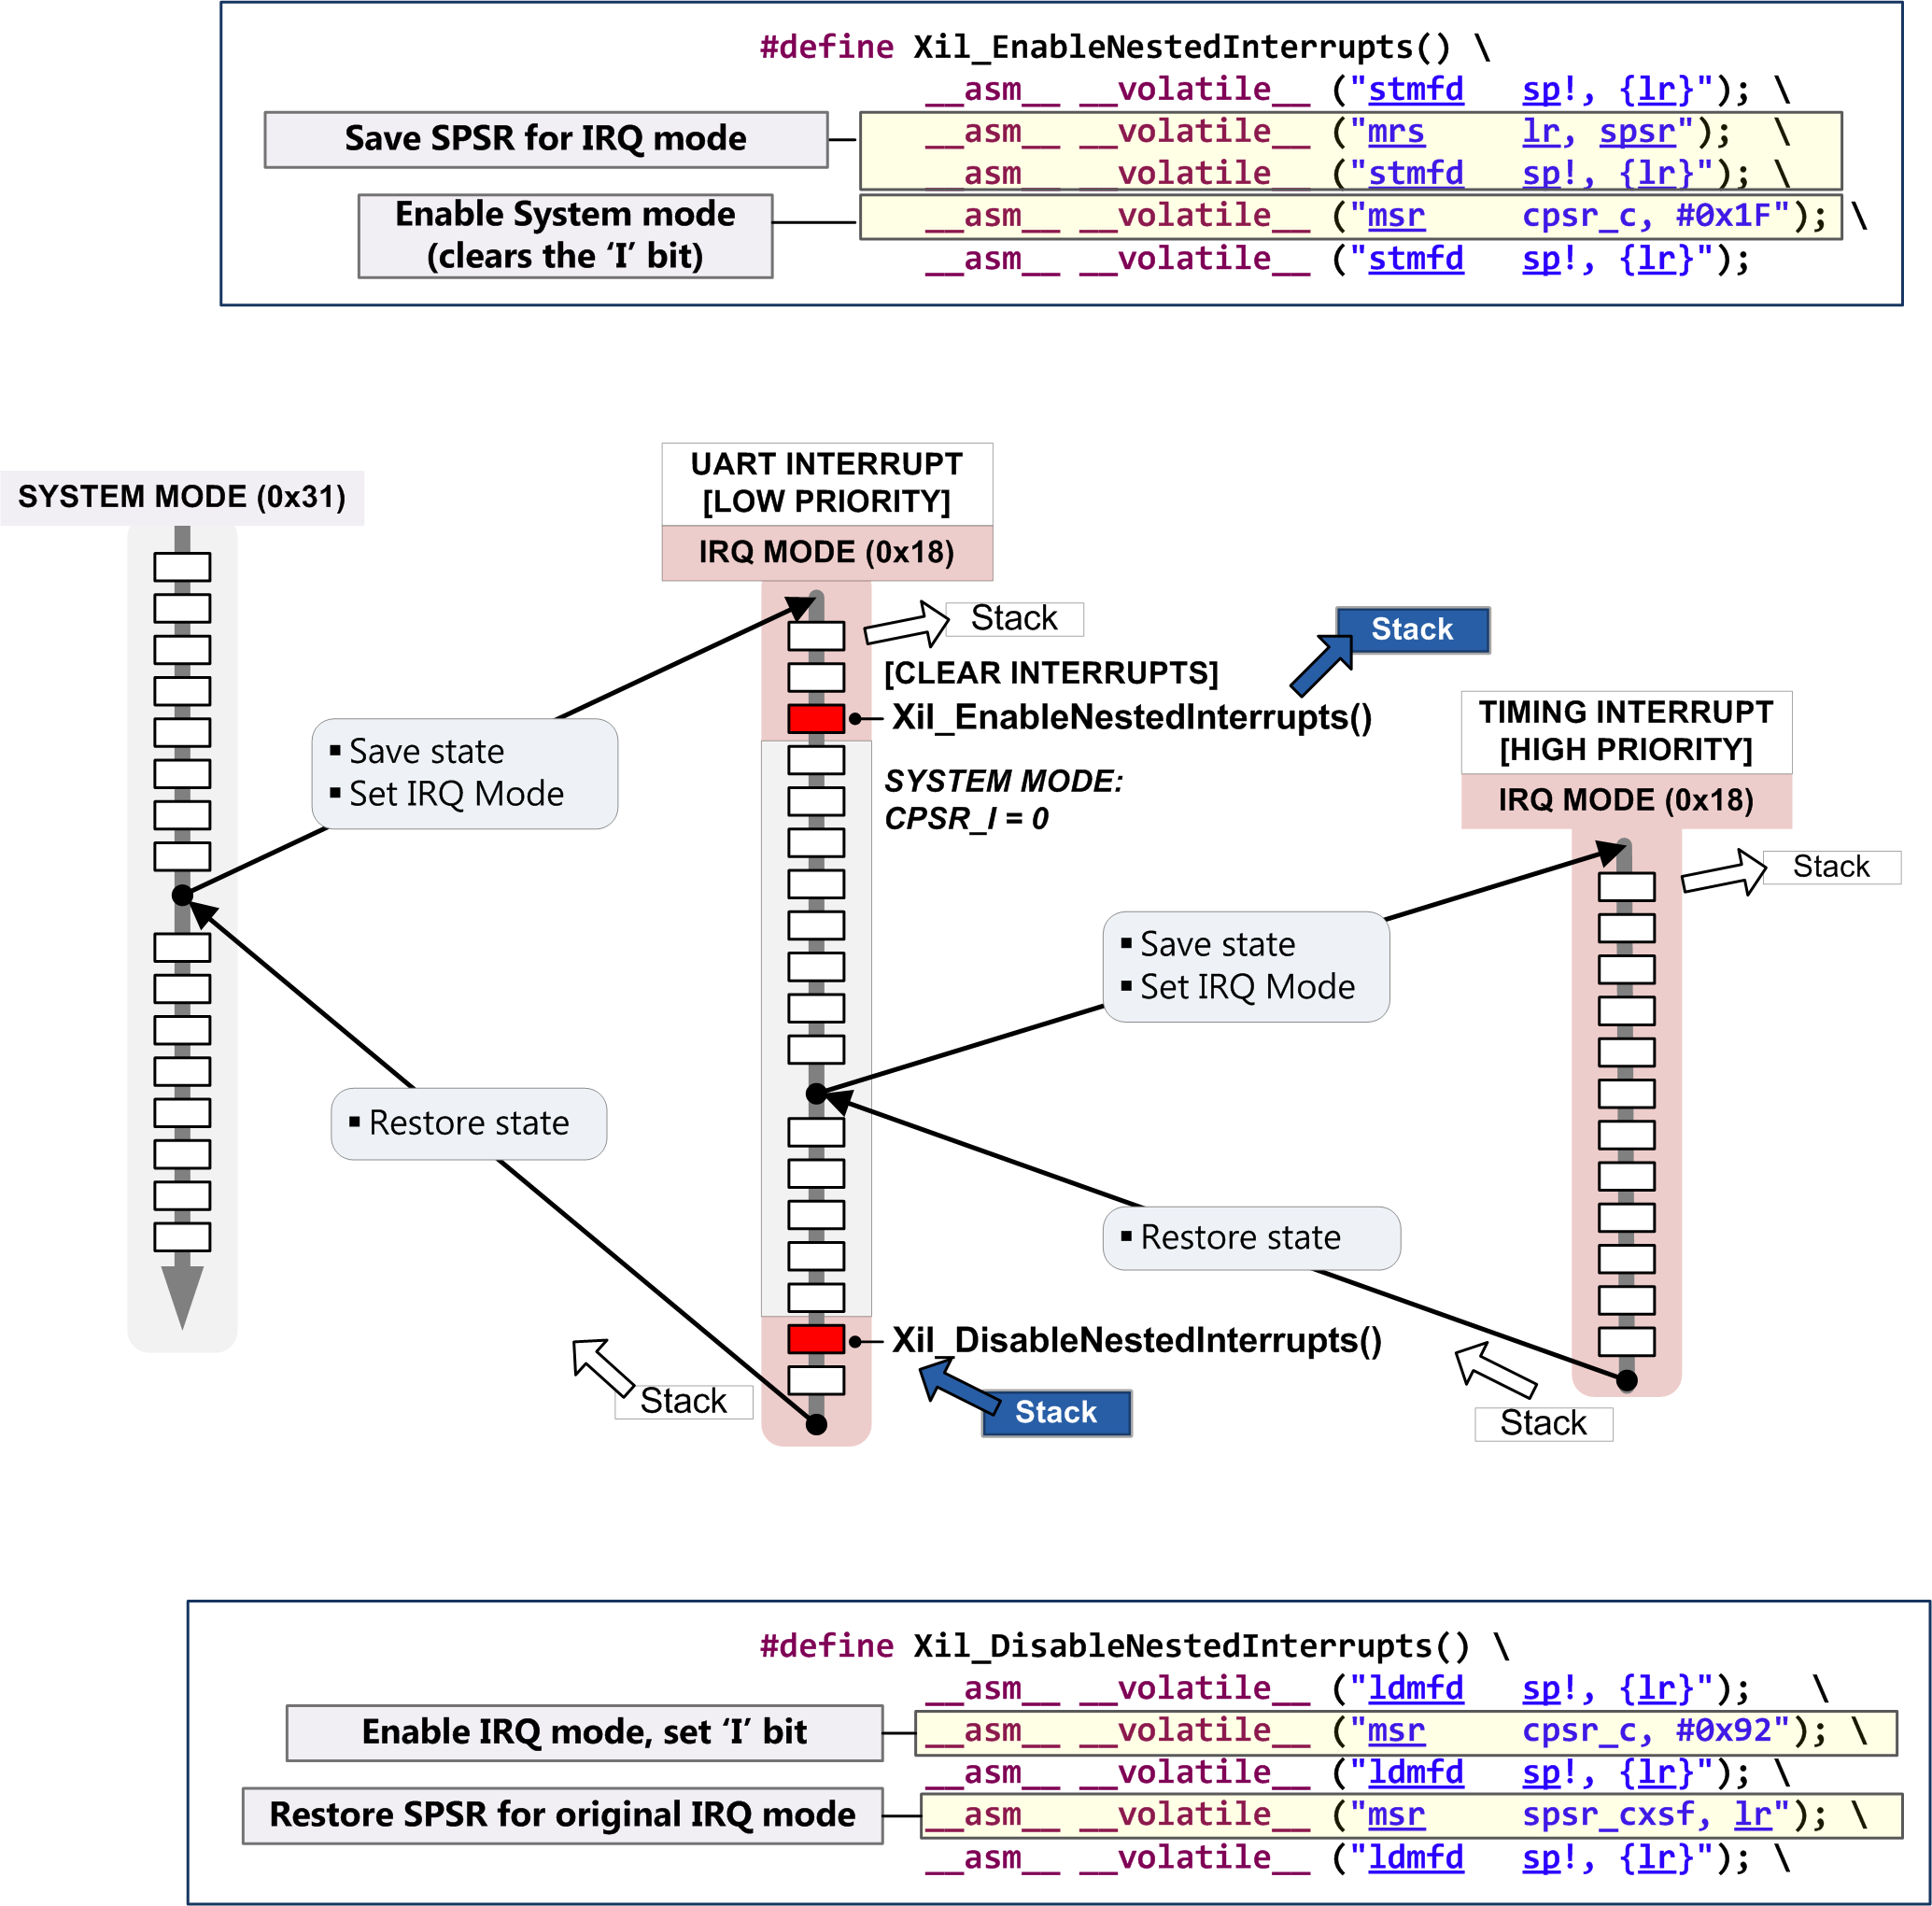 #define Xil_EnableNestedInterrupts() \
__asm__ __volatile__ ("stmfd sp!, {lr}"); \
Save SPSR for IRQ mode
__asm__ __volatile__ ("mrs lr, spsr"); \
__asm__ __volatile__ ("stmfd sp!, {lr}"); \
Enable System mode
(clears the ‘I’ bit)
__asm__ __volatile__ ("msr cpsr_c, #0x1F"); \
__asm__ __volatile__ ("stmfd sp!, {lr}");
SYSTEM MODE (0x31)
UART INTERRUPT
[LOW PRIORITY]
IRQ MODE (0x18)
Stack
Stack
[CLEAR INTERRUPTS]
Xil_EnableNestedInterrupts()
SYSTEM MODE:
CPSR_I = 0
TIMING INTERRUPT
[HIGH PRIORITY]
IRQ MODE (0x18)
Stack
▪ Save state
▪ Set IRQ Mode
▪ Save state
▪ Set IRQ Mode
▪ Restore state
▪ Restore state
Xil_DisableNestedInterrupts()
Stack
Stack
Stack
#define Xil_DisableNestedInterrupts() \
__asm__ __volatile__ ("ldmfd sp!, {lr}"); \
Enable IRQ mode, set ‘I’ bit
__asm__ __volatile__ ("msr cpsr_c, #0x92"); \
__asm__ __volatile__ ("ldmfd sp!, {lr}"); \
Restore SPSR for original IRQ mode
__asm__ __volatile__ ("msr spsr_cxsf, lr"); \
__asm__ __volatile__ ("ldmfd sp!, {lr}"); \